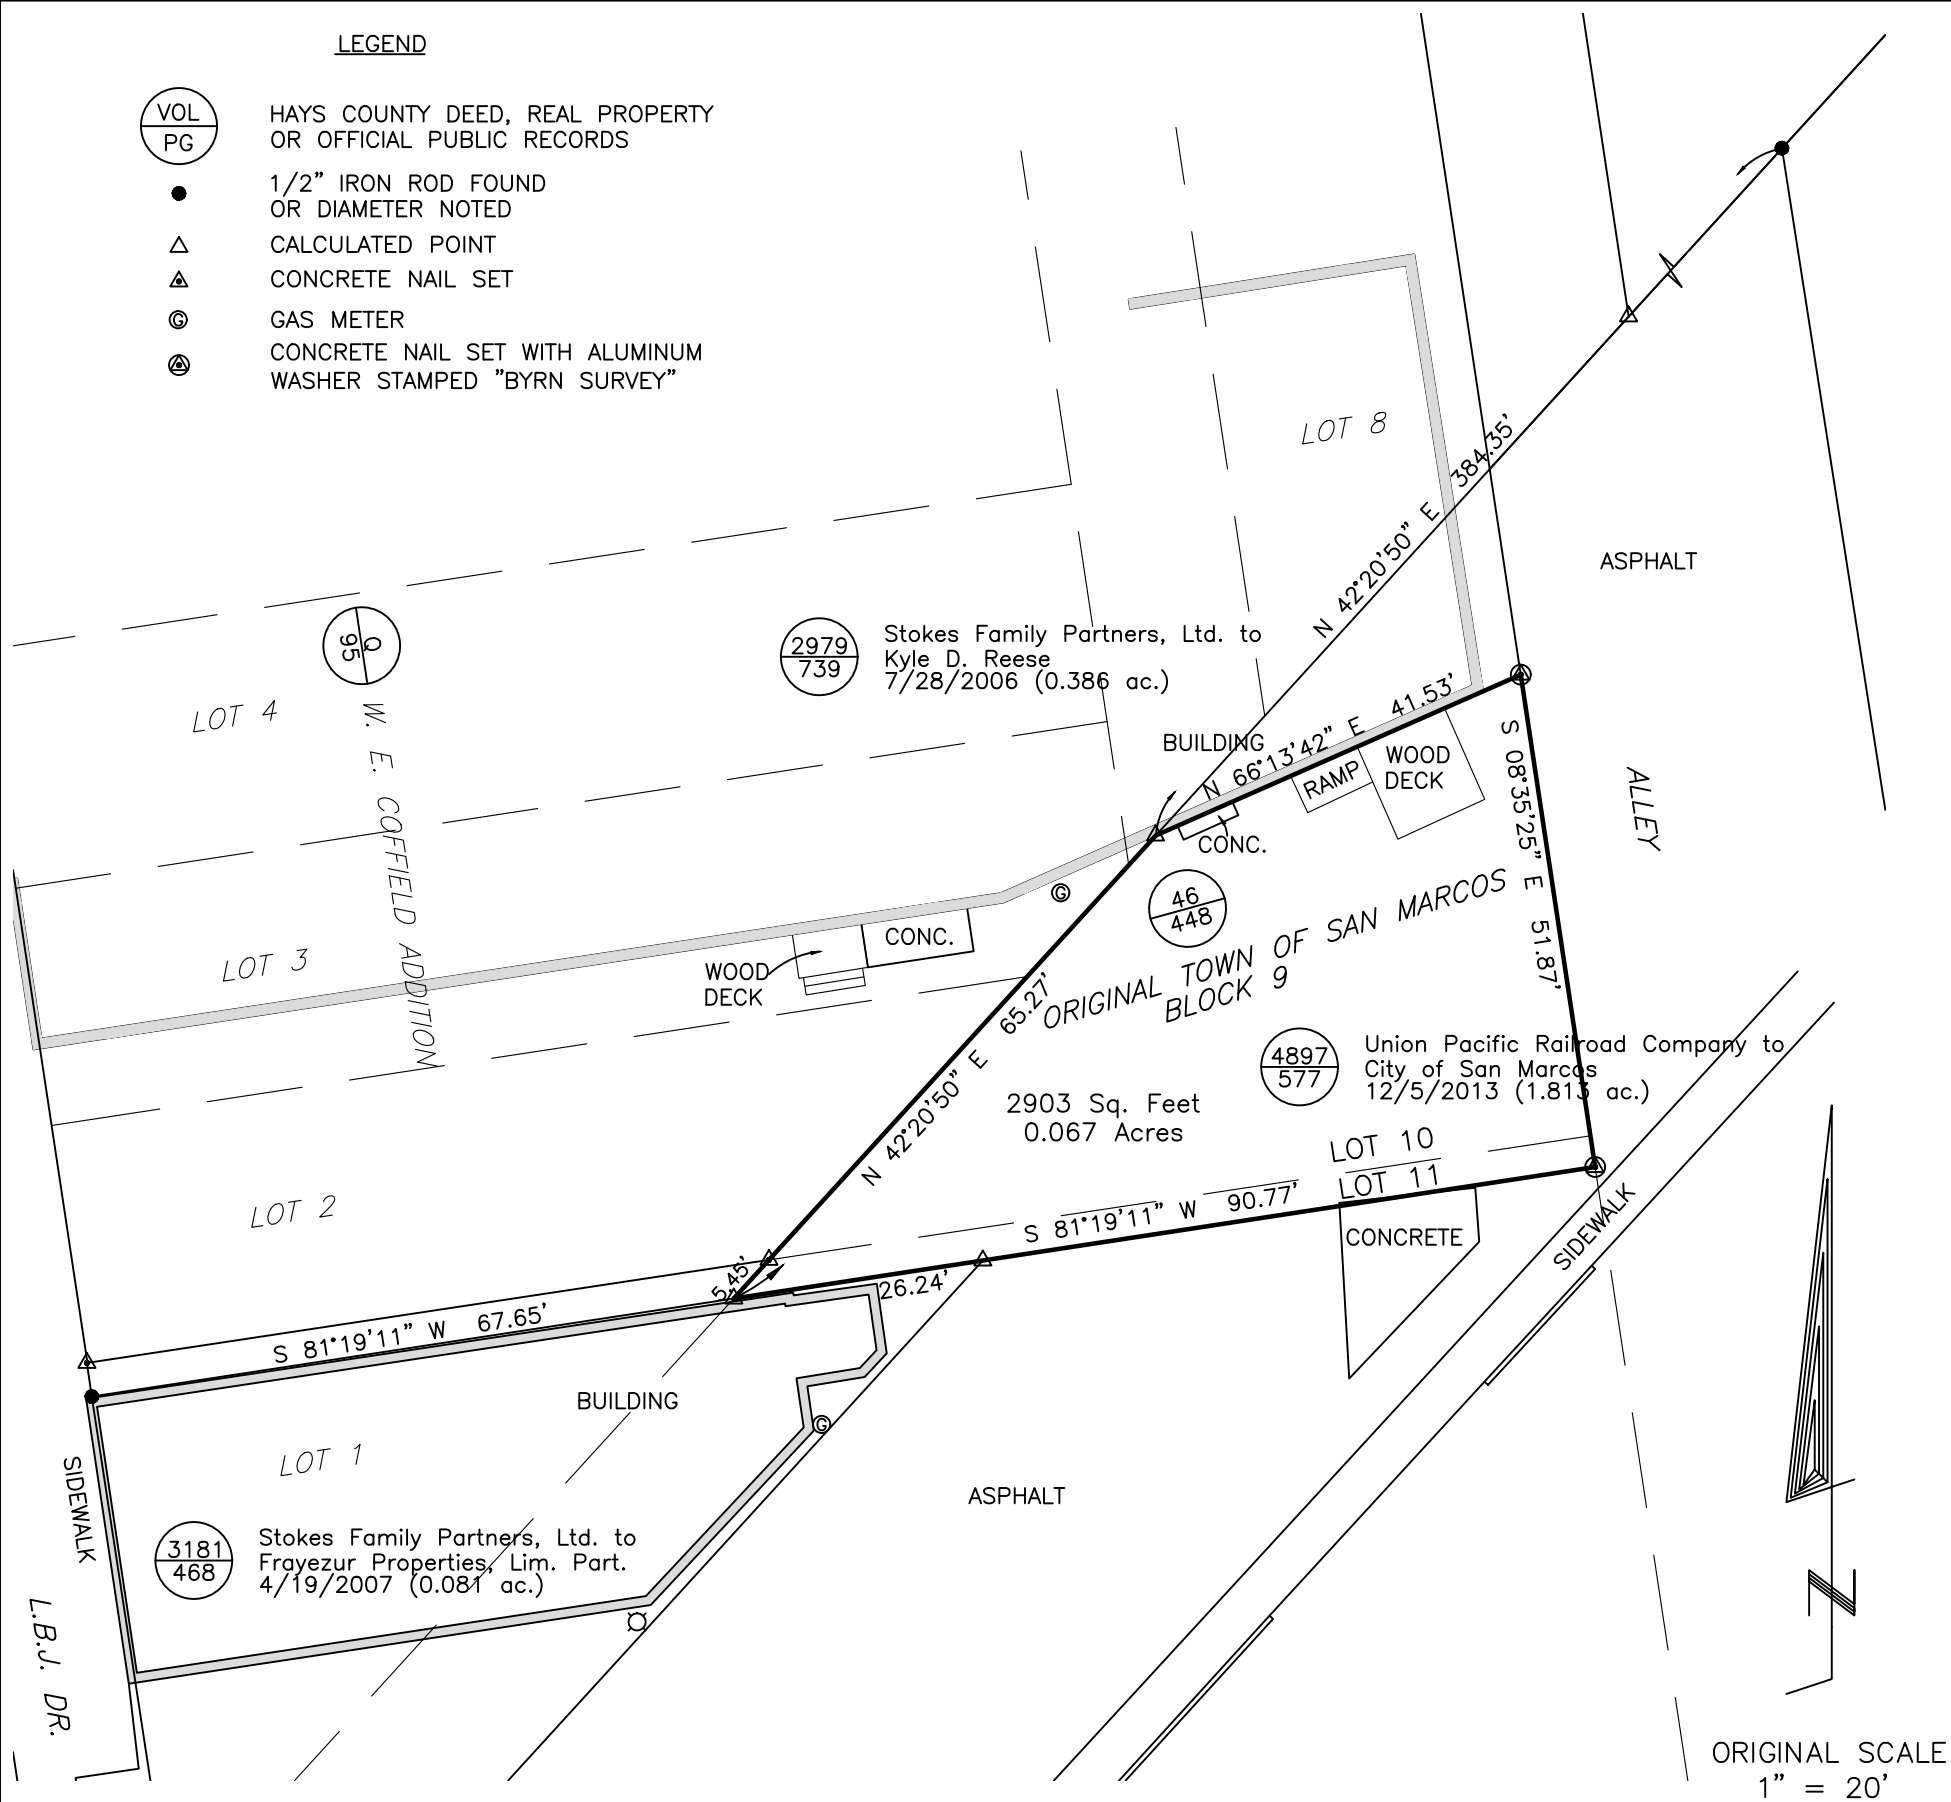 LEGEND
VOL
PG
HAYS COUNTY DEED, REAL PROPERTY
OR OFFICIAL PUBLIC RECORDS
1/2" IRON ROD FOUND
OR DIAMETER NOTED
CALCULATED POINT
CONCRETE NAIL SET
G
GAS METER
CONCRETE NAIL SET WITH ALUMINUM
WASHER STAMPED "BYRN SURVEY"
LOT 8
N 42°20'50" E 384.35'
ASPHALT
Q
95
2979
739
Stokes Family Partners, Ltd. to
Kyle D. Reese
7/28/2006 (0.386 ac.)
LOT 4
W. E. COFFIELD ADDITION
BUILDING
N 66°13'42" E 41.53'
RAMP
WOOD
DECK
S 08°35'25" E 51.87'
ALLEY
CONC.
G
46
448
ORIGINAL TOWN OF SAN MARCOS
BLOCK 9
LOT 3
WOOD
DECK
CONC.
N 42°20'50" E 65.27'
4897
577
Union Pacific Railroad Company to
City of San Marcos
12/5/2013 (1.813 ac.)
2903 Sq. Feet
0.067 Acres
LOT 10
LOT 11
LOT 2
S 81°19'11" W 90.77'
SIDEWALK
CONCRETE
5.45'
26.24'
S 81°19'11" W 67.65'
BUILDING
G
LOT 1
SIDEWALK
ASPHALT
3181
468
Stokes Family Partners, Ltd. to
Frayezur Properties, Lim. Part.
4/19/2007 (0.081 ac.)
L.B.J. DR.
N
ORIGINAL SCALE
1" = 20'